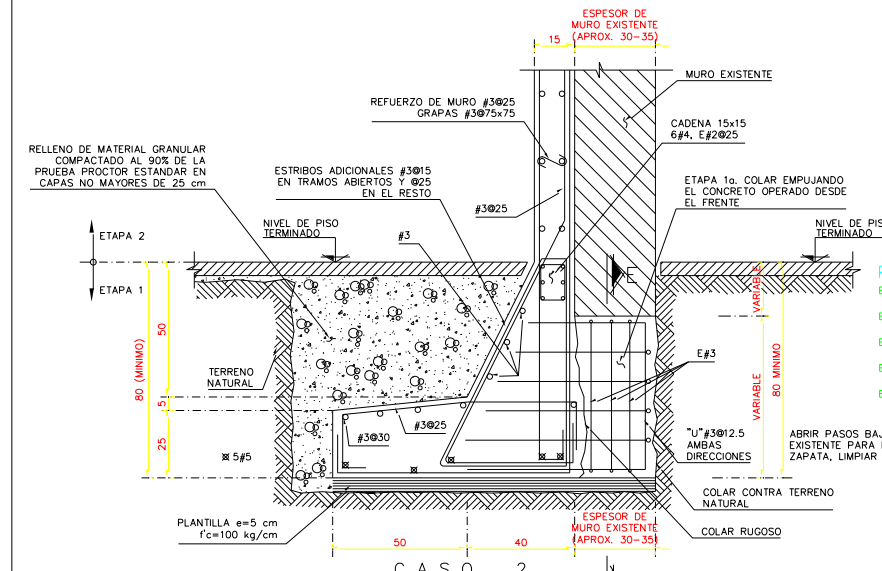 ESPESOR DE
MURO EXISTENTE
(APROX. 30-35)
15
MURO EXISTENTE
REFUERZO DE MURO #3@25
GRAPAS #3@75x75
CADENA 15x15
6#4, E#2@25
RELLENO DE MATERIAL GRANULAR
COMPACTADO AL 90% DE LA
PRUEBA PROCTOR ESTANDAR EN
CAPAS NO MAYORES DE 25 cm
ESTRIBOS ADICIONALES #3@15
EN TRAMOS ABIERTOS Y @25
EN EL RESTO
ETAPA 1a. COLAR EMPUJANDO
EL CONCRETO OPERADO DESDE
EL FRENTE
#3@25
NIVEL DE PISO
TERMINADO
#3
NIVEL DE PIS
TERMINADO
ETAPA 2
ETAPA 1
E
VARIABLE
50
80 (MINIMO)
5
25
TERRENO
NATURAL
E#3
VARIABLE
80 MINIMO
#3@30
#3@25
5#5
"U"#3@12.5
AMBAS
DIRECCIONES
ABRIR PASOS BAJ
EXISTENTE PARA
ZAPATA, LIMPIAR
COLAR CONTRA TERRENO
NATURAL
PLANTILLA e=5 cm
f'c=100 kg/cm
COLAR RUGOSO
50
40
ESPESOR DE
MURO EXISTENTE
(APROX. 30-35)
CASO 2